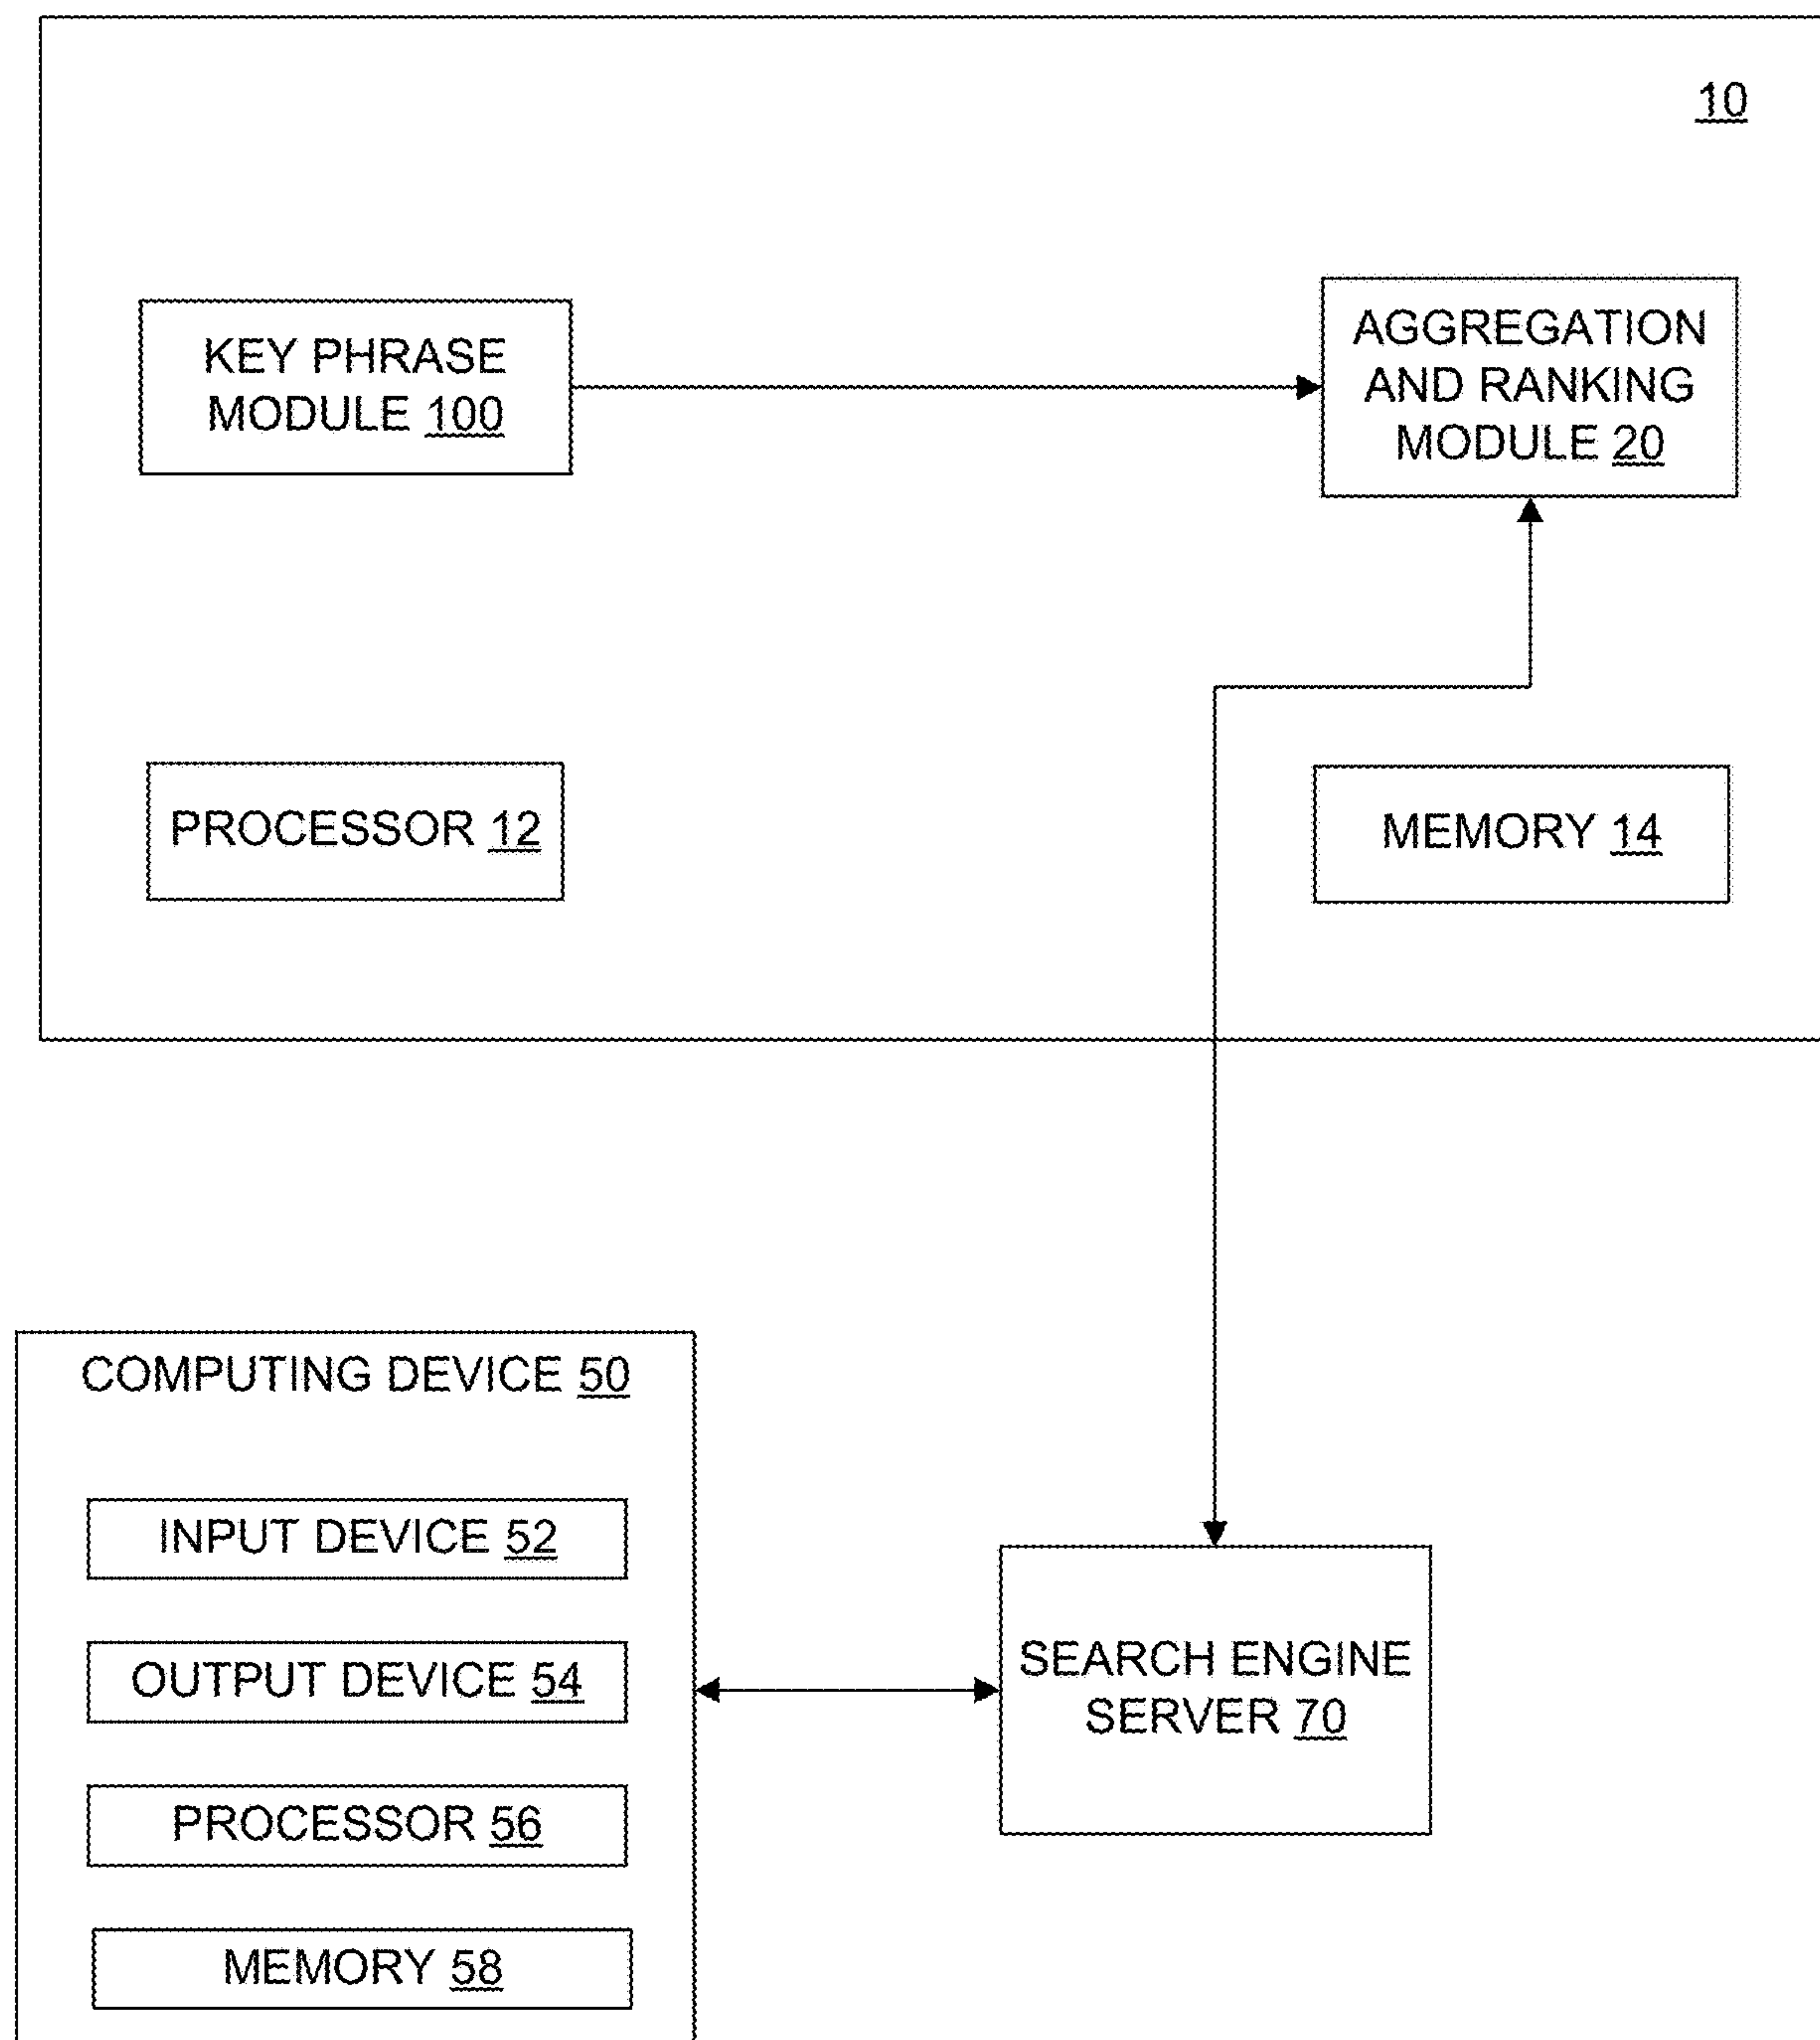 10
KEY PHRASE
MODULE 100
AGGREGATION
AND RANKING
MODULE 20
PROCESSOR 12
MEMORY 14
COMPUTING DEVICE 50
INPUT DEVICE 52
OUTPUT DEVICE 54
PROCESSOR 56
MEMORY 58
SEARCH ENGINE
SERVER 70